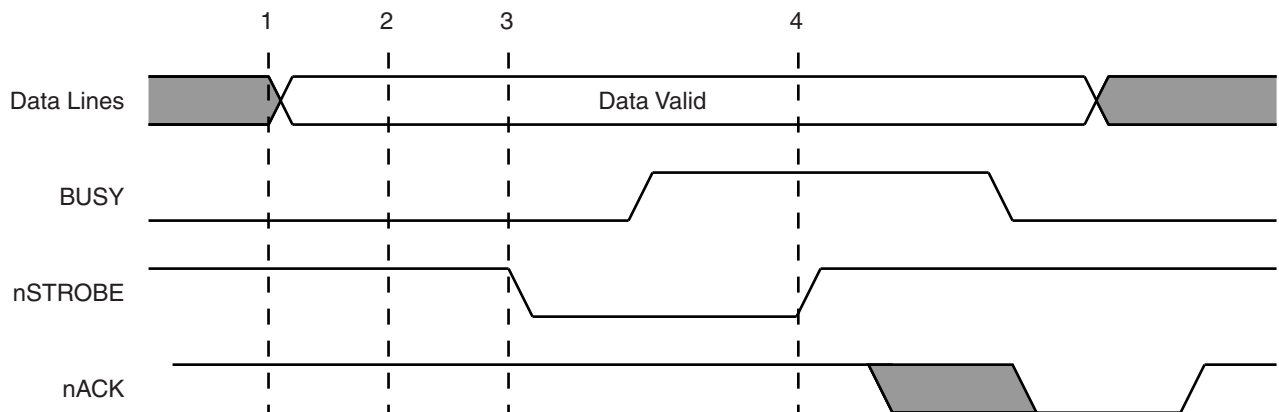 1 2 3 4
Data Lines Data Valid
BUSY
nSTROBE
nACK